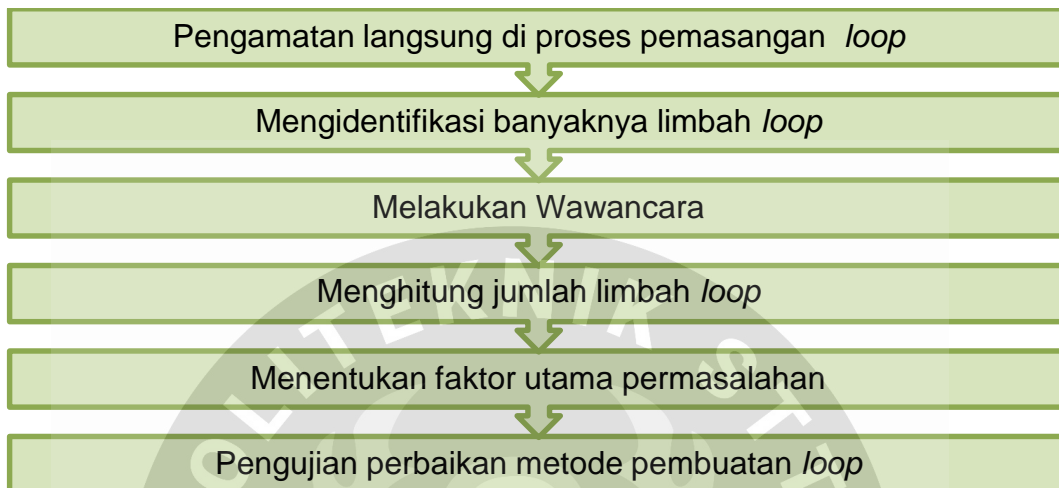 Pengamatan langsung di proses pemasangan loop
Mengidentifikasi banyaknya limbah loop
Melakukan Wawancara
Menghitung jumlah limbah loop
Menentukan faktor utama permasalahan
Pengujian perbaikan metode pembuatan loop